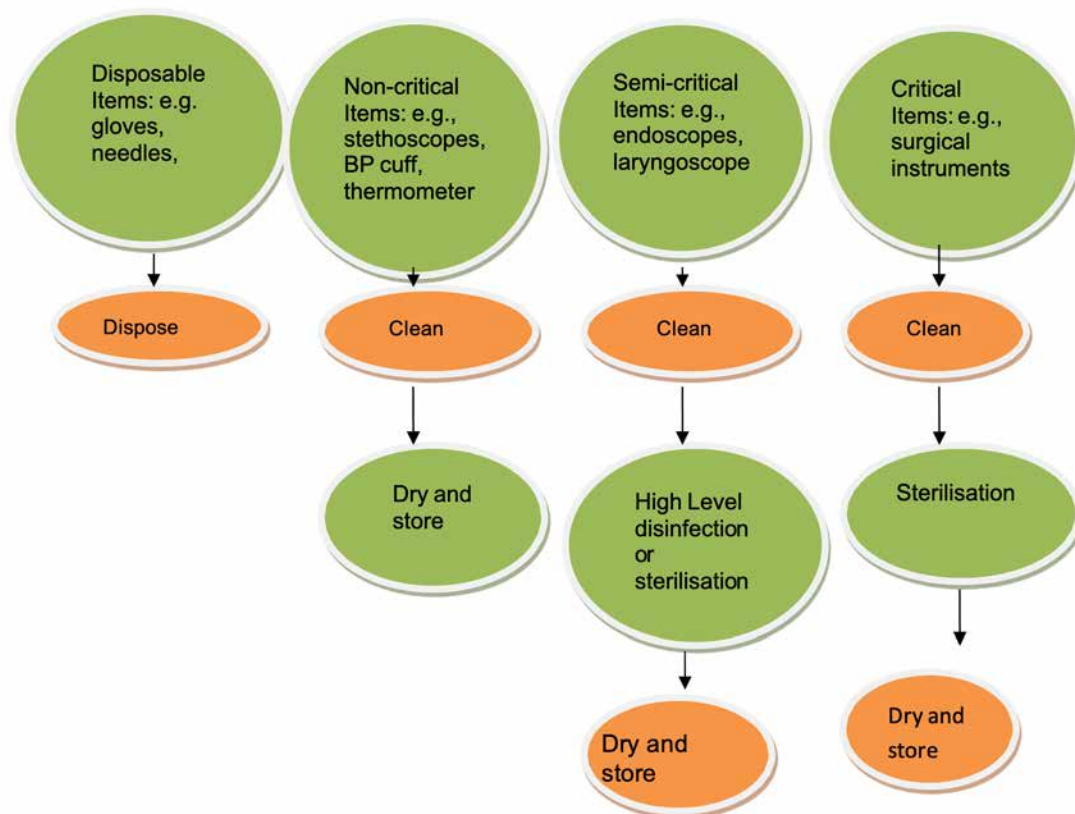 Disposable
Items: e.g.
gloves,
needles,
Non-critical
Items: e.g.,
stethoscopes,
BP cuff,
thermometer
Semi-critical
Items: e.g.,
endoscopes,
laryngoscope
Critical
Items: e.g.,
surgical
instruments
Dispose
Clean
Clean
Clean
Dry and
store
High Level
disinfection
or
sterilisation
Sterilisation
Dry and
store
Dry and
store